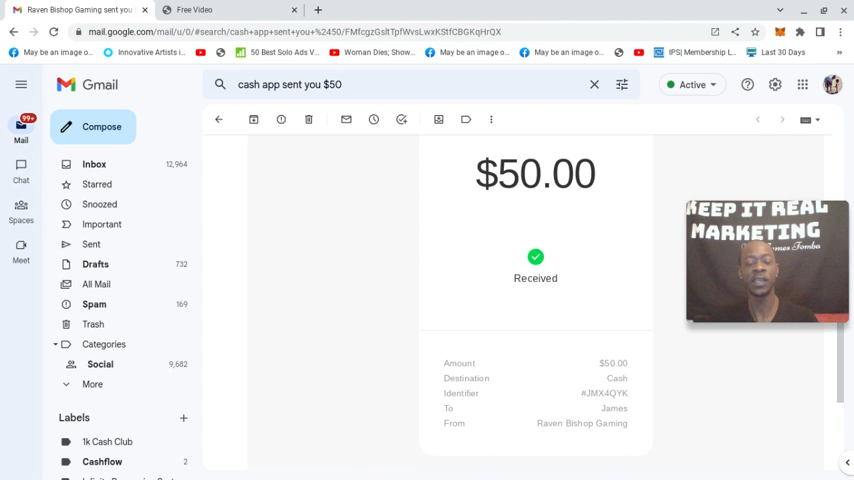 Raven Bishop Gaming sent you $
Free Video
mail.google.com/mail/u/0/#search/cash+app+sent+you+%2450/FMfcgzGsltTpfWvsLwxKStfCBGKqHrQX
May be an image o...
Innovative Artists i...
50 Best Solo Ads V...
Woman Dies; Show...
May be an image o...
May be an image o...
IPS| Membership L...
Last 30 Days
Gmail
cash app sent you $50
Active
99+
Mail
Chat
Spaces
Meet
Compose
Inbox 12,964
Starred
Snoozed
Important
Sent
Drafts 732
All Mail
Spam 169
Trash
Categories
Social 9,682
More
Labels
1k Cash Club
Cashflow 2
$50.00
Received
Amount $50.00
Destination Cash
Identifier #JMX4QYK
To James
From Raven Bishop Gaming
KEEP IT REAL
MARKETING
James Tomba